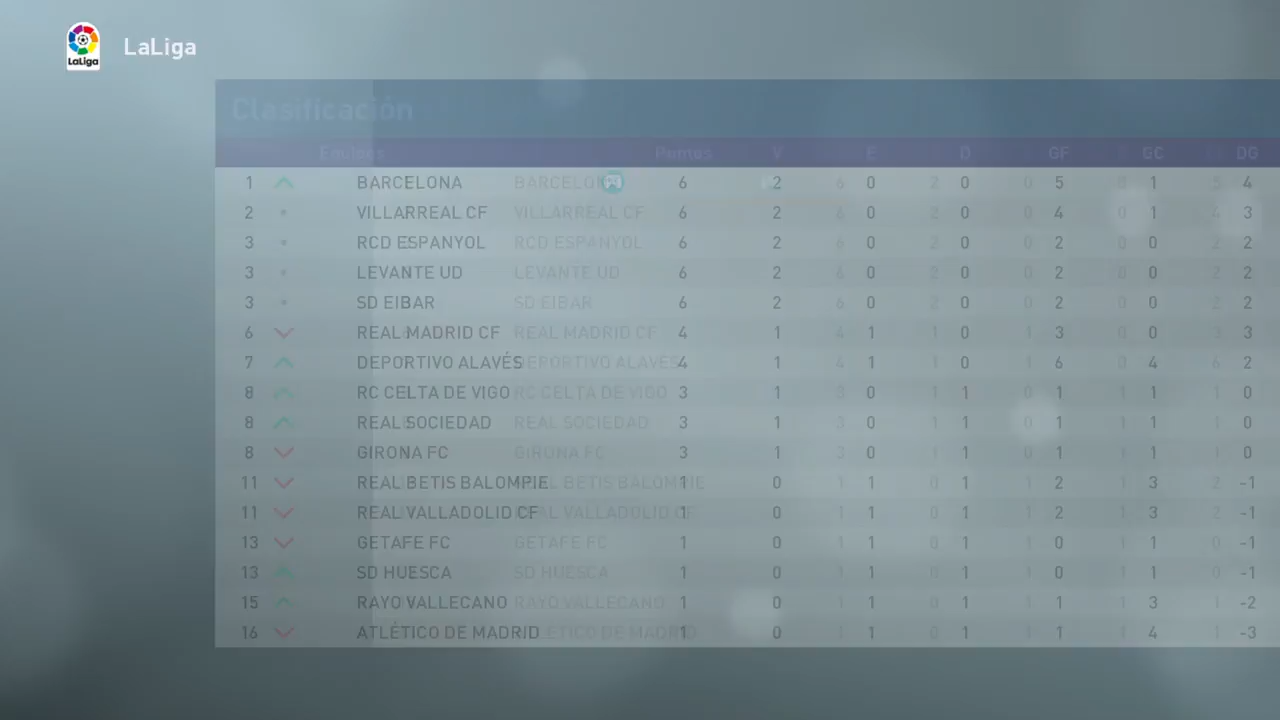 LaLiga LaLiga
Clasificación
Equipos Puntos V E D GF GC DG
1 BARCELONA 6 2 0 0 5 1 4
2 VILLARREAL CF 6 2 0 0 4 1 3
3 RCD ESPANYOL 6 2 0 0 2 0 2
3 LEVANTE UD 6 2 0 0 2 0 2
3 SD EIBAR 6 2 0 0 2 0 2
6 REAL MADRID CF 4 1 1 0 3 0 3
7 DEPORTIVO ALAVÉS 4 1 1 0 6 4 2
8 RC CELTA DE VIGO 3 1 0 1 1 1 0
8 REAL SOCIEDAD 3 1 0 1 1 1 0
8 GIRONA FC 3 1 0 1 1 1 0
11 REAL BETIS BALOMPIE 1 0 1 1 2 3 -1
11 REAL VALLADOLID CF 1 0 1 1 2 3 -1
13 GETAFE FC 1 0 1 1 0 1 -1
13 SD HUESCA 1 0 1 1 0 1 -1
15 RAYO VALLECANO 1 0 1 1 1 3 -2
16 ATLÉTICO DE MADRID 1 0 1 1 1 4 -3